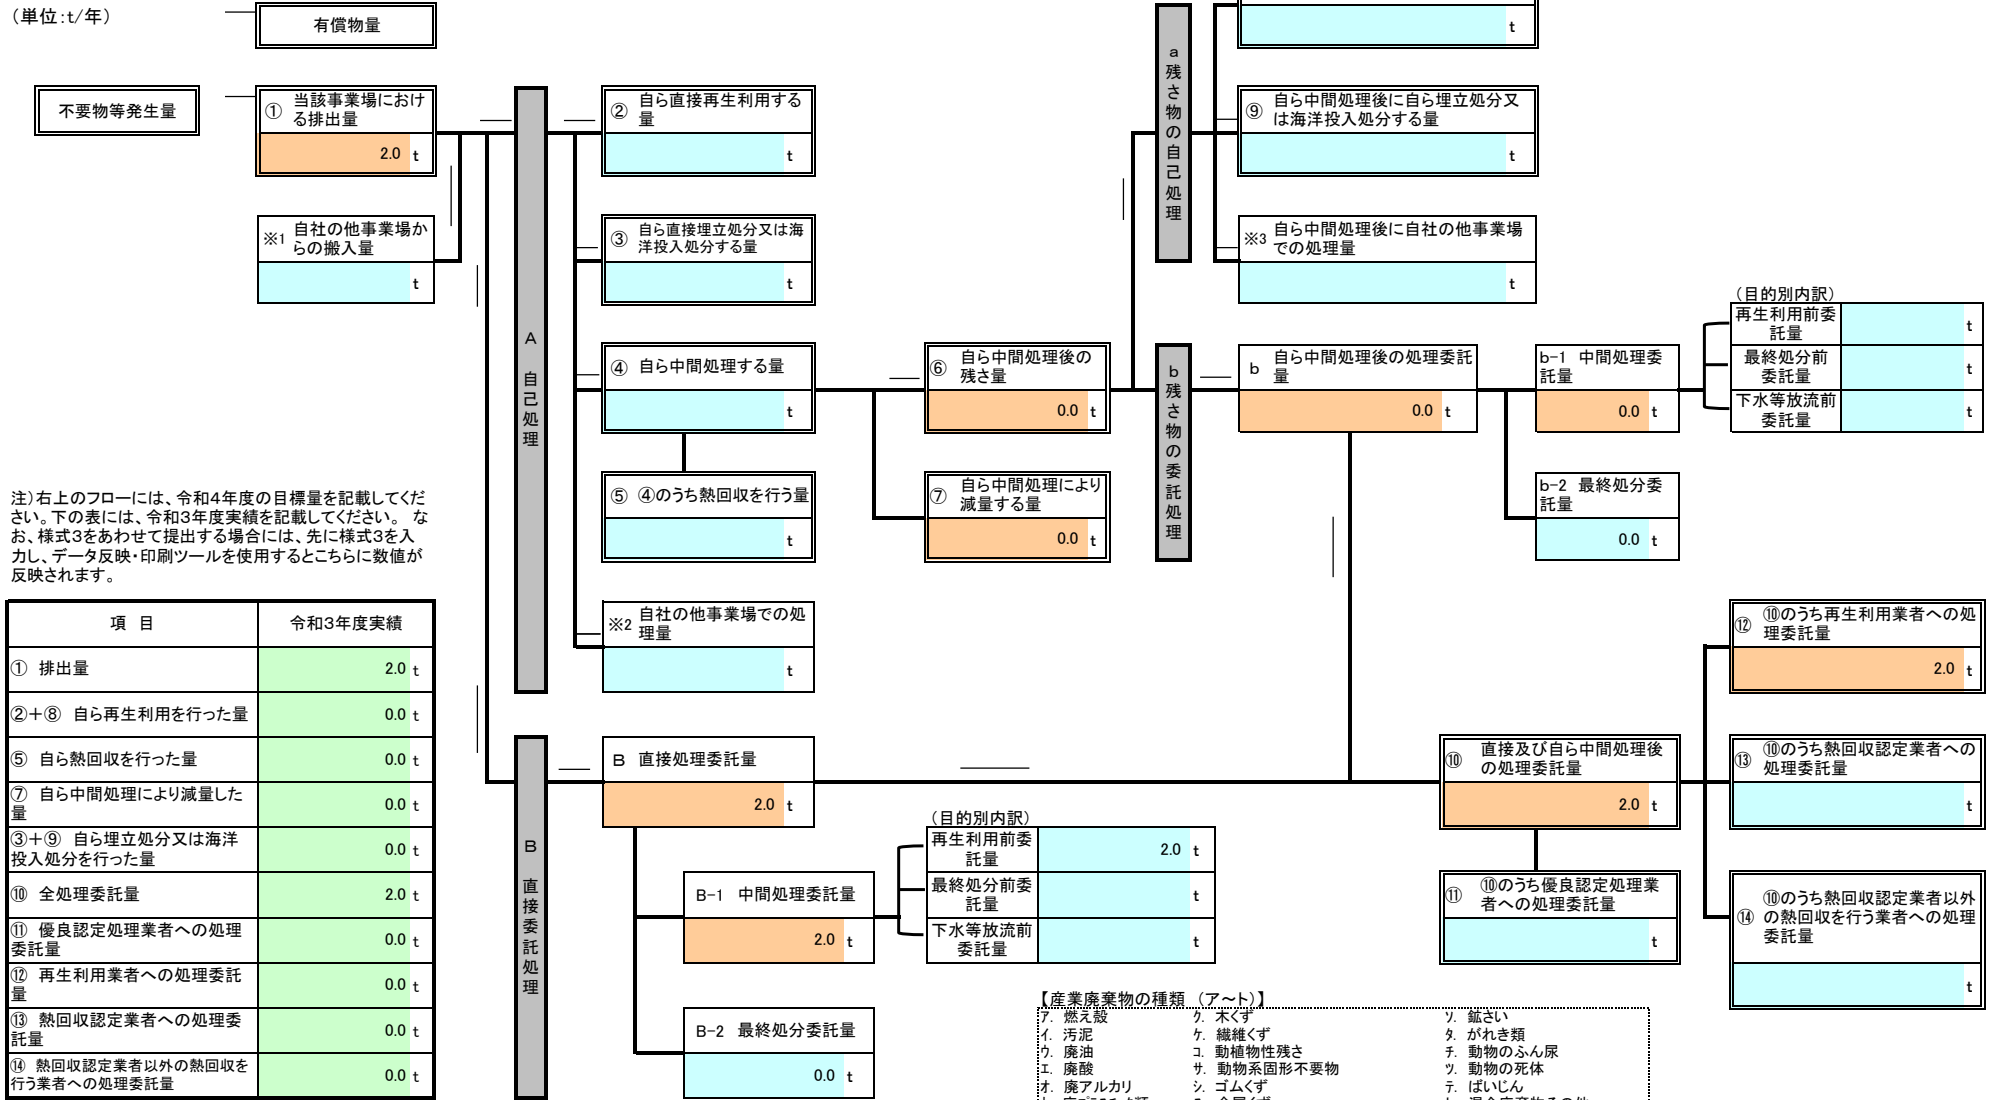 （単位：t/年）
有償物量
t
不要物等発生量
① 当該事業場におけ
る排出量
2.0 t
※1 自社の他事業場か
らの搬入量
t
A 自己処理
② 自ら直接再生利用する
量
t
③ 自ら直接埋立処分又は海
洋投入処分する量
t
④ 自ら中間処理する量
t
⑤ ④のうち熱回収を行う量
t
※2 自社の他事業場での処
理量
t
⑥ 自ら中間処理後の
残さ量
0.0 t
⑦ 自ら中間処理により
減量する量
0.0 t
a 残さ物の自己処理
⑨ 自ら中間処理後に自ら埋立処分又
は海洋投入処分する量
t
※3 自ら中間処理後に自社の他事業場
での処理量
t
b 残さ物の委託処理
b 自ら中間処理後の処理委託
量
0.0 t
b-1 中間処理委
託量
0.0 t
b-2 最終処分委
託量
0.0 t
（目的別内訳）
再生利用前委
託量
t
最終処分前
委託量
t
下水等放流前
委託量
t
注）右上のフローには、令和４年度の目標量を記載してくだ
さい。下の表には、令和３年度実績を記載してください。 な
お、様式３をあわせて提出する場合には、先に様式３を入
力し、データ反映・印刷ツールを使用するとこちらに数値が
反映されます。
項 目 令和３年度実績
① 排出量 2.0 t
②＋⑧ 自ら再生利用を行った量 0.0 t
⑤ 自ら熱回収を行った量 0.0 t
⑦ 自ら中間処理により減量した
量 0.0 t
③＋⑨ 自ら埋立処分又は海洋
投入処分を行った量 0.0 t
⑩ 全処理委託量 2.0 t
⑪ 優良認定処理業者への処理
委託量 0.0 t
⑫ 再生利用業者への処理委託
量 0.0 t
⑬ 熱回収認定業者への処理委
託量 0.0 t
⑭ 熱回収認定業者以外の熱回収を
行う業者への処理委託量 0.0 t
B 直接委託処理
B 直接処理委託量
2.0 t
B-1 中間処理委託量
2.0 t
B-2 最終処分委託量
0.0 t
（目的別内訳）
再生利用前委
託量
2.0 t
最終処分前委
託量
t
下水等放流前
委託量
t
⑩ 直接及び自ら中間処理後
の処理委託量
2.0 t
⑪ ⑩のうち優良認定処理業
者への処理委託量
t
⑫ ⑩のうち再生利用業者への処
理委託量
2.0 t
⑬ ⑩のうち熱回収認定業者への
処理委託量
t
⑭ ⑩のうち熱回収認定業者以外
の熱回収を行う業者への処理
委託量
t
【産業廃棄物の種類 （ア～ト）】
ｱ. 燃え殻 ｸ. 木くず ｿ. 鉱さい
ｲ. 汚泥 ｹ. 繊維くず ﾀ. がれき類
ｳ. 廃油 ｺ. 動植物性残さ ﾁ. 動物のふん尿
ｴ. 廃酸 ｻ. 動物系固形不要物 ﾂ. 動物の死体
ｵ. 廃アルカリ ｼ. ゴムくず ﾃ. ばいじん